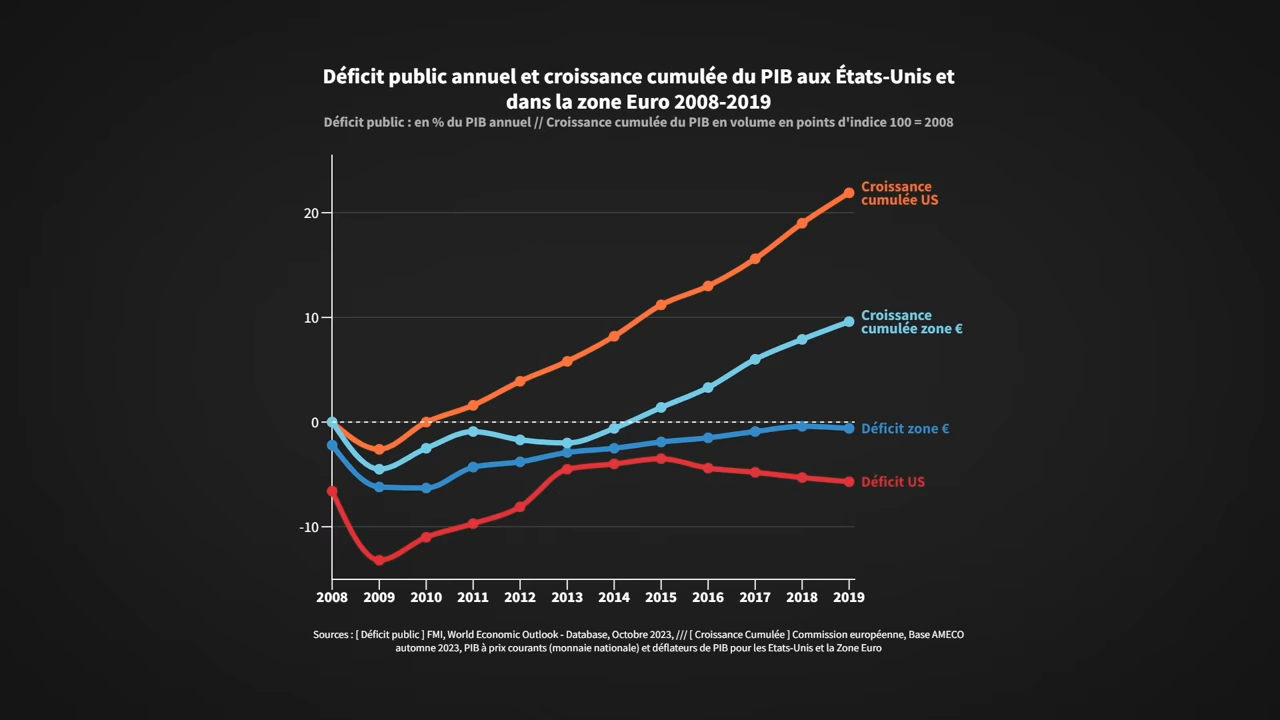 Déficit public annuel et croissance cumulée du PIB aux États-Unis et
dans la zone Euro 2008-2019
Déficit public : en % du PIB annuel // Croissance cumulée du PIB en volume en points d'indice 100 = 2008
Croissance
cumulée US
20
Croissance
cumulée zone €
10
0
Déficit zone €
Déficit US
-10
2008 2009 2010 2011 2012 2013 2014 2015 2016 2017 2018 2019
Sources : [ Déficit public ] FMI, World Economic Outlook - Database, Octobre 2023, /// [ Croissance Cumulée ] Commission européenne, Base AMECO
automne 2023, PIB à prix courants (monnaie nationale) et déflateurs de PIB pour les Etats-Unis et la Zone Euro